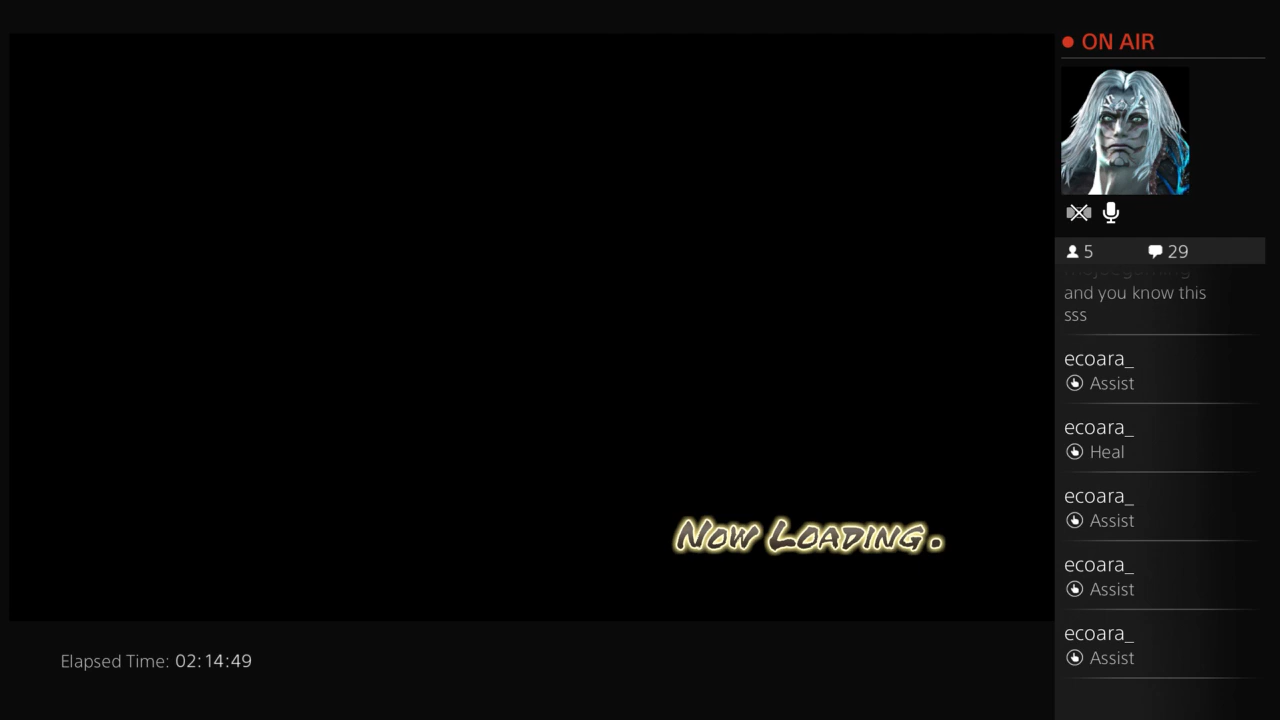 ON AIR
5
29
and you know this
sss
ecoara_
Assist
ecoara_
Heal
ecoara_
Assist
ecoara_
Assist
ecoara_
Assist
Now Loading.
Elapsed Time: 02:14:49